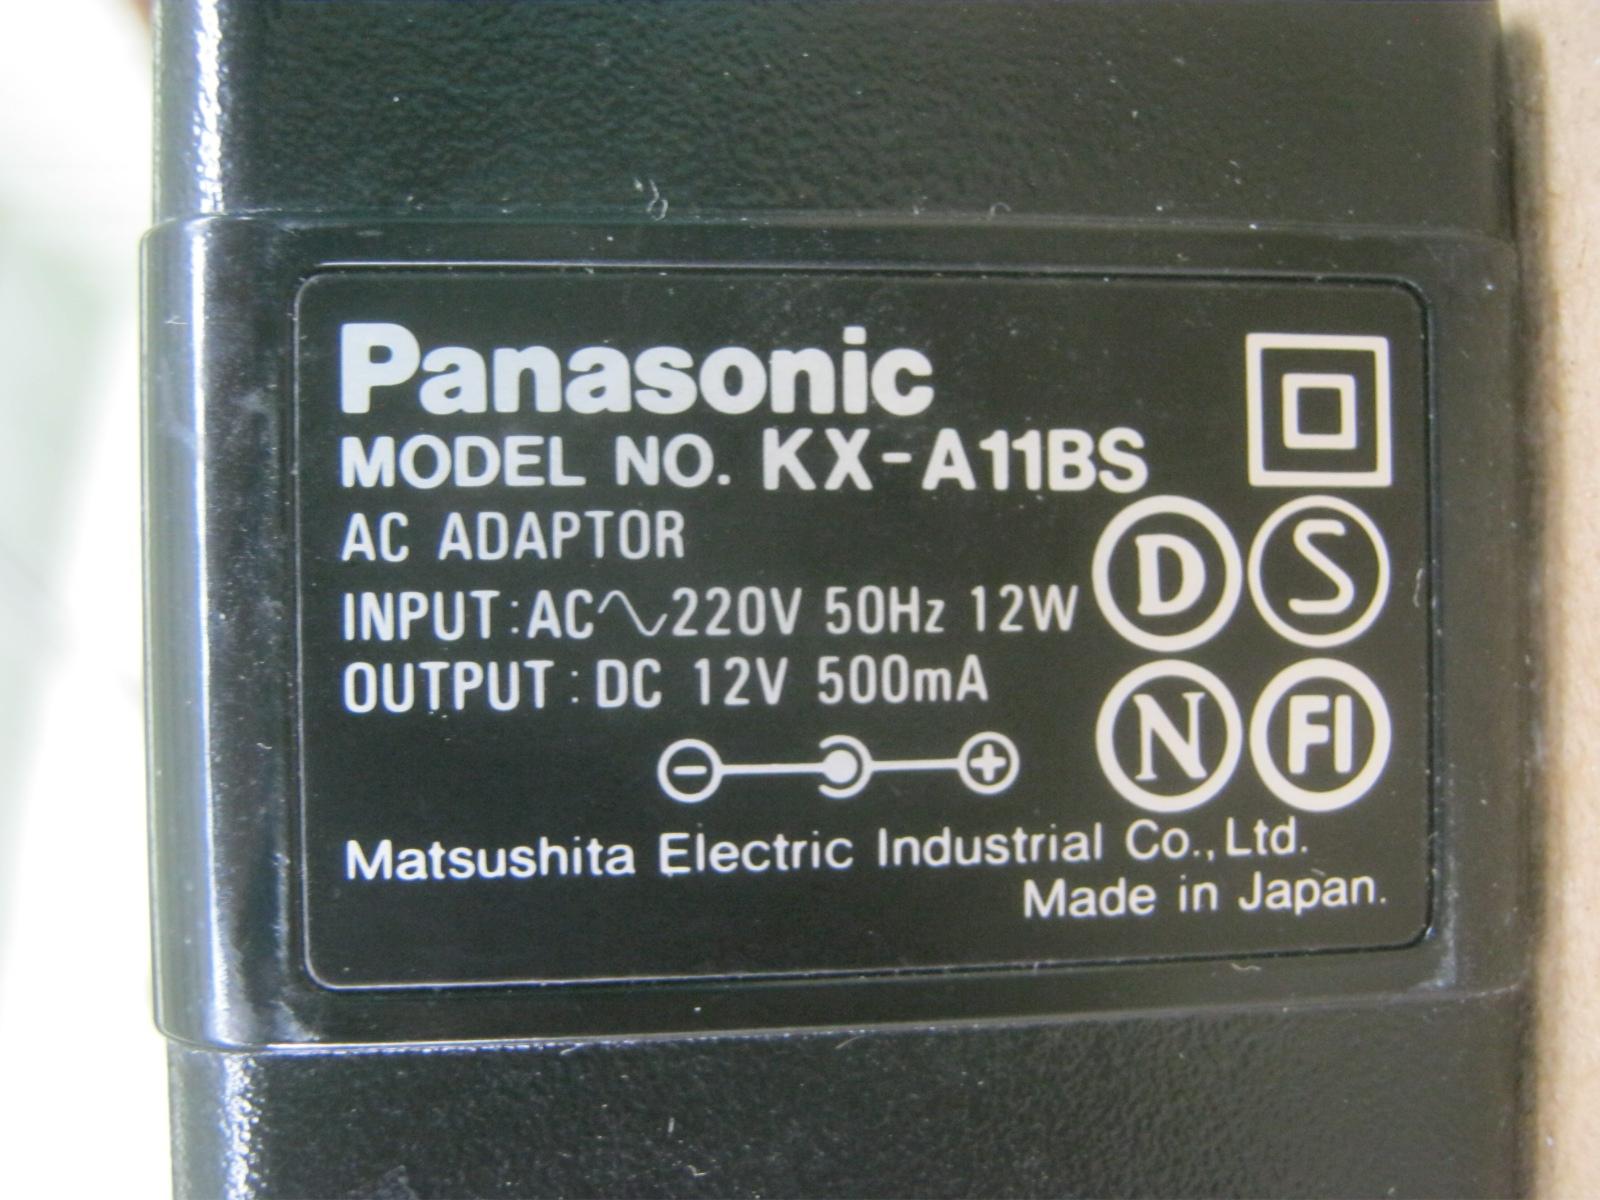 Panasonic
MODEL NO. KX-A11BS
AC ADAPTOR
INPUT:AC∿220V 50Hz 12W
OUTPUT:DC 12V 500mA
D S
N FI
Matsushita Electric Industrial Co., Ltd.
Made in Japan.